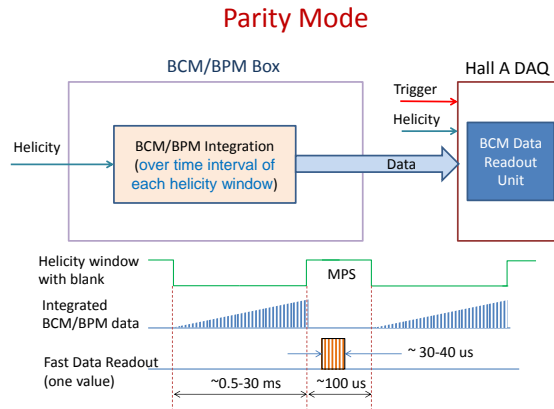 Parity Mode
BCM/BPM Box
Hall A DAQ
Trigger
Helicity
Helicity
BCM/BPM Integration
(over time interval of
each helicity window)
Data
BCM Data
Readout
Unit
Helicity window
with blank
MPS
Integrated
BCM/BPM data
Fast Data Readout
(one value)
~ 30-40 us
~0.5-30 ms
~100 us